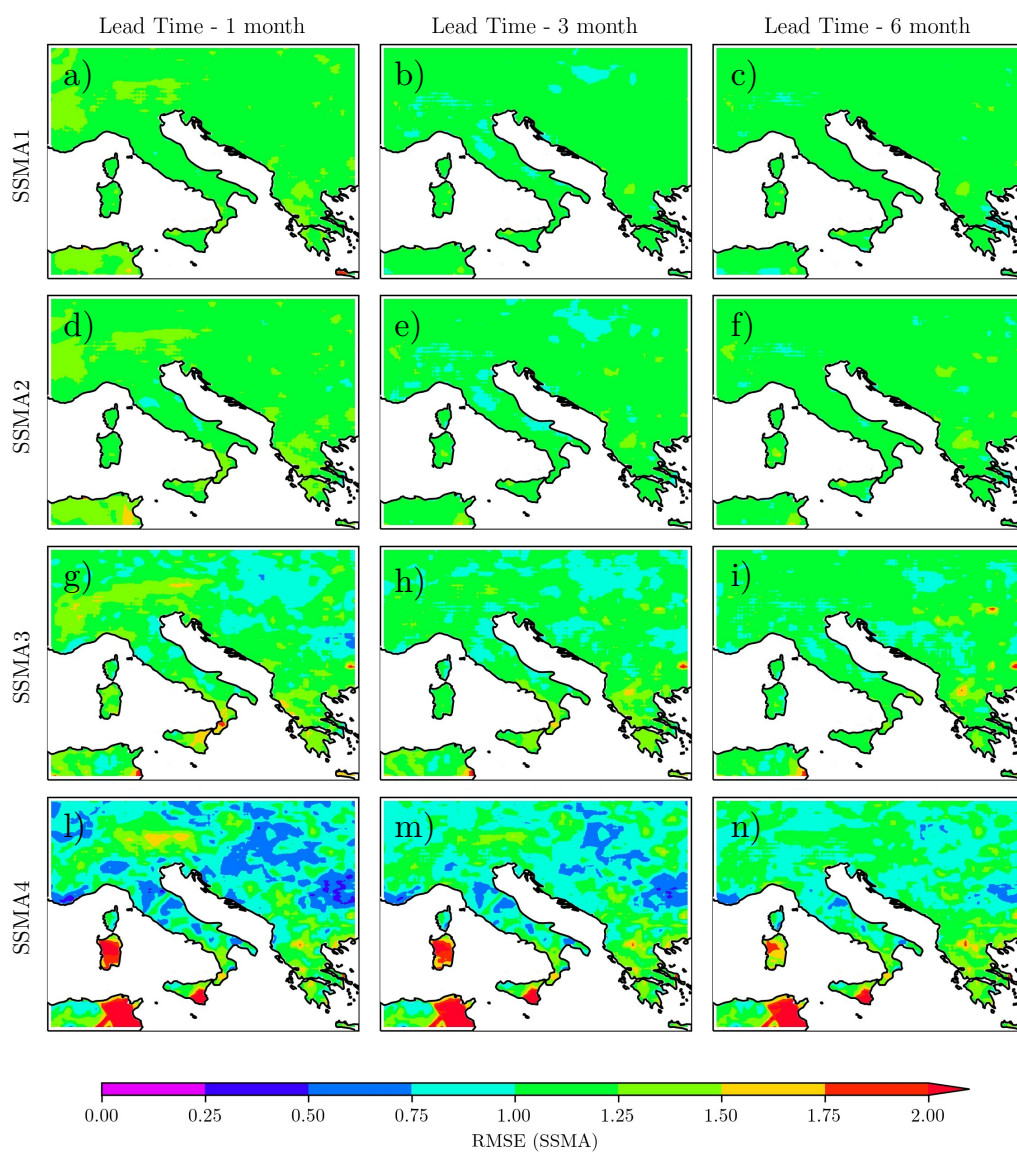 Lead Time - 1 month
Lead Time - 3 month
Lead Time - 6 month
SSMA1
a)
b)
c)
SSMA2
d)
e)
f)
SSMA3
g)
h)
i)
SSMA4
l)
m)
n)
0.00 0.25 0.50 0.75 1.00 1.25 1.50 1.75 2.00
RMSE (SSMA)